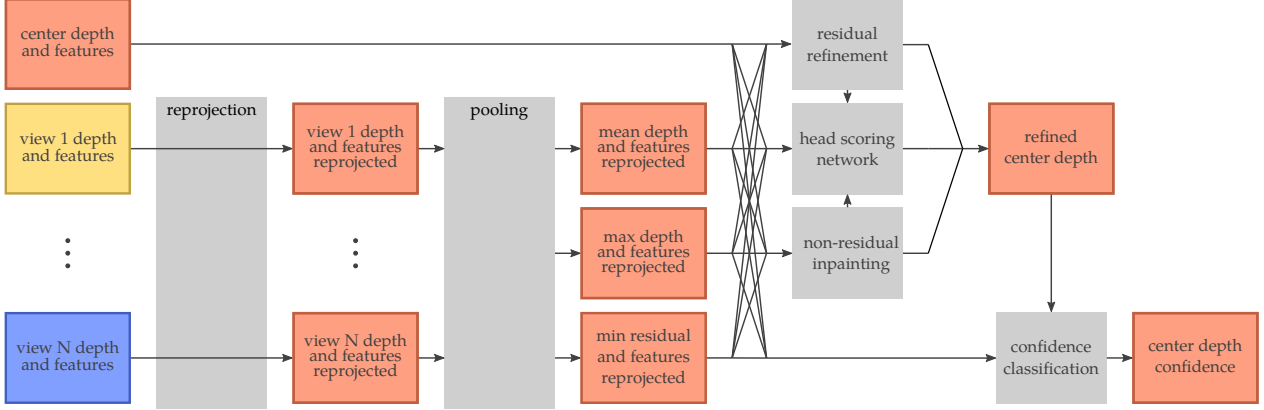 center depth
and features
residual
refinement
reprojection
pooling
view 1 depth
and features
view 1 depth
and features
reprojected
mean depth
and features
reprojected
head scoring
network
refined
center depth
max depth
and features
reprojected
non-residual
inpainting
view N depth
and features
view N depth
and features
reprojected
min residual
and features
reprojected
confidence
classification
center depth
confidence